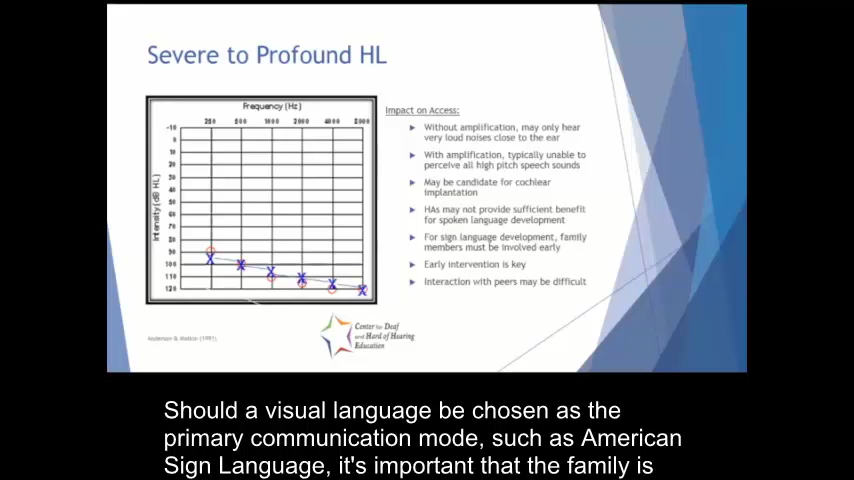 Severe to Profound HL
Frequency (Hz)
250 500 1000 2000 4000 8000
Intensity (dB HL)
-10
0
10
20
30
40
50
60
70
80
90
100
110
120
Impact on Access:
Without amplification, may only hear
very loud noises close to the ear
With amplification, typically unable to
perceive all high pitch speech sounds
May be candidate for cochlear
implantation
HAs may not provide sufficient benefit
for spoken language development
For sign language development, family
members must be involved early
Early intervention is key
Interaction with peers may be difficult
Center for Deaf
and Hard of Hearing
Education
Should a visual language be chosen as the
primary communication mode, such as American
Sign Language, it's important that the family is